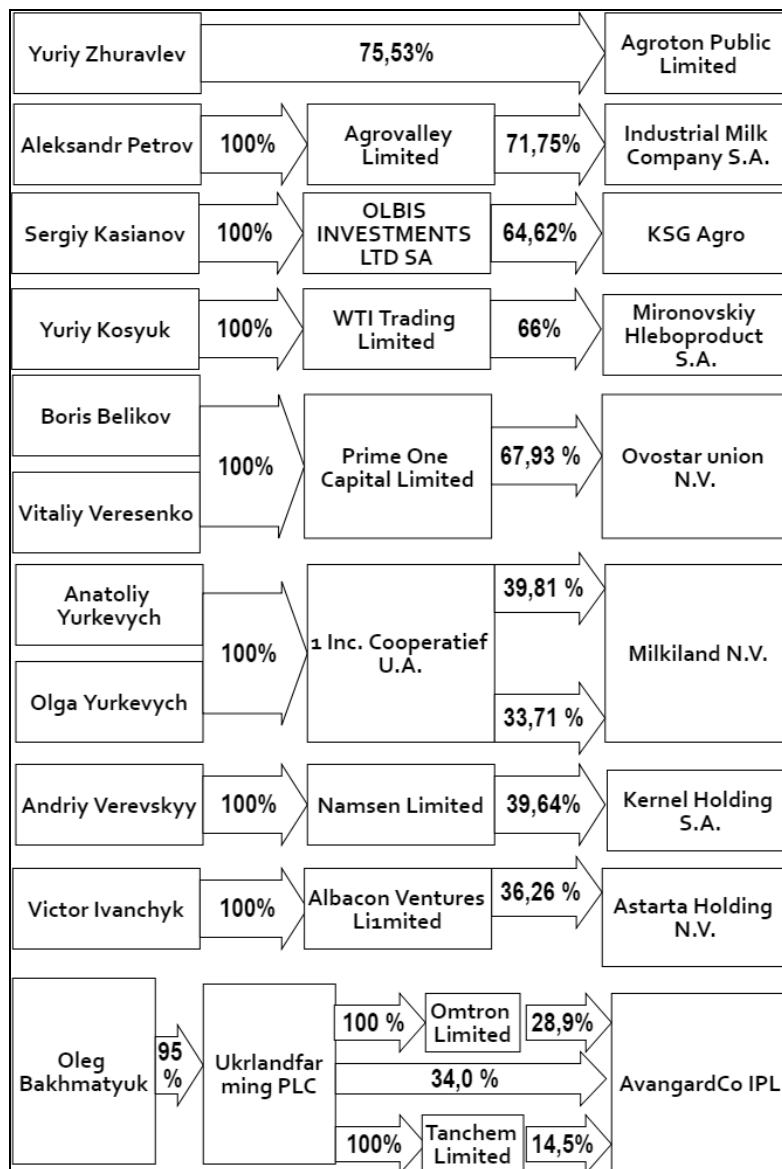 Yuriy Zhuravlev
75,53%
Agroton Public
Limited
Aleksandr Petrov
100%
Agrovalley
Limited
71,75%
Industrial Milk
Company S.A.
Sergiy Kasianov
100%
OLBIS
INVESTMENTS
LTD SA
64,62%
KSG Agro
Yuriy Kosyuk
100%
WTI Trading
Limited
66%
Mironovskiy
Hleboproduct
S.A.
Boris Belikov
Vitaliy Veresenko
100%
Prime One
Capital Limited
67,93 %
Ovostar union
N.V.
Anatoliy
Yurkevych
Olga Yurkevych
100%
1 Inc. Cooperatief
U.A.
39,81 %
33,71 %
Milkiland N.V.
Andriy Verevskyy
100%
Namsen Limited
39,64%
Kernel Holding
S.A.
Victor Ivanchyk
100%
Albacon Ventures
Li1mited
36,26 %
Astarta Holding
N.V.
Oleg
Bakhmatyuk
95
%
Ukrlandfar
ming PLC
100 %
Omtron
Limited
28,9%
34,0 %
100%
Tanchem
Limited
14,5%
AvangardCo IPL